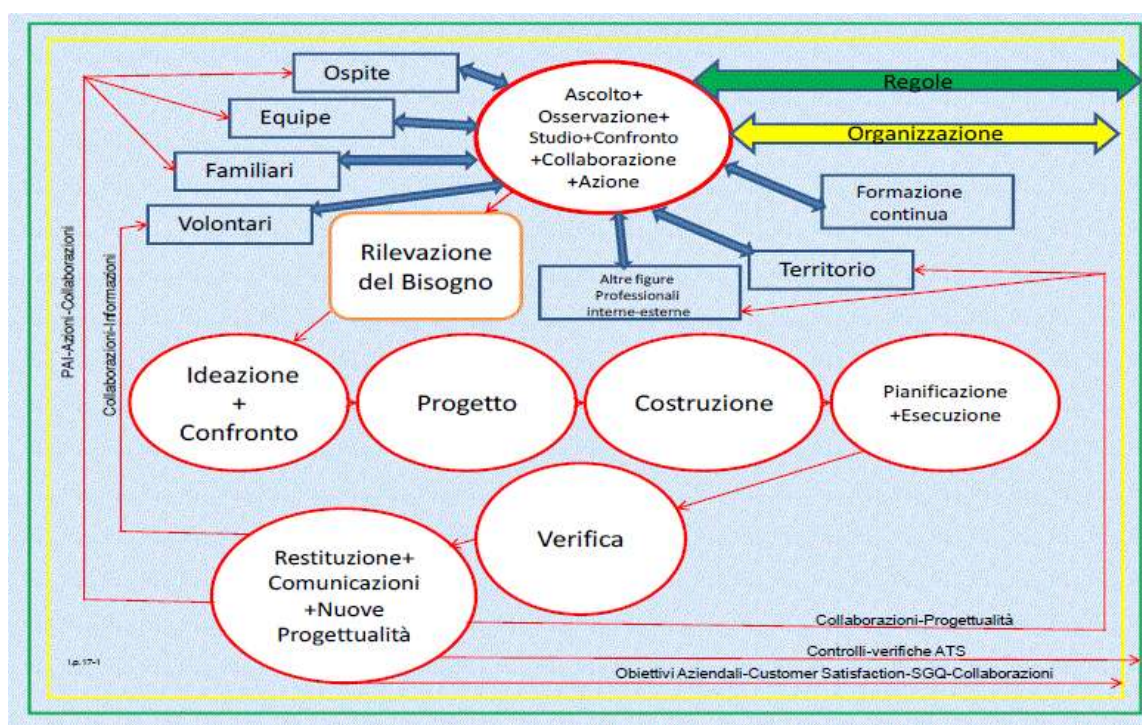 Ospite
Equipe
Familiari
Volontari
Ascolto+
Osservazione+
Studio+Confronto
+Collaborazione
+Azione
Regole
Organizzazione
Formazione
continua
Territorio
Altre figure
Professionali
interne-esterne
Rilevazione
del Bisogno
PAI-Azioni-Collaborazioni
Collaborazioni-Informazioni
Ideazione
+
Confronto
Progetto
Costruzione
Pianificazione
+Esecuzione
Verifica
Restituzione+
Comunicazioni
+Nuove
Progettualità
Collaborazioni-Progettualità
Controlli-verifiche ATS
Obiettivi Aziendali-Customer Satisfaction-SGQ-Collaborazioni